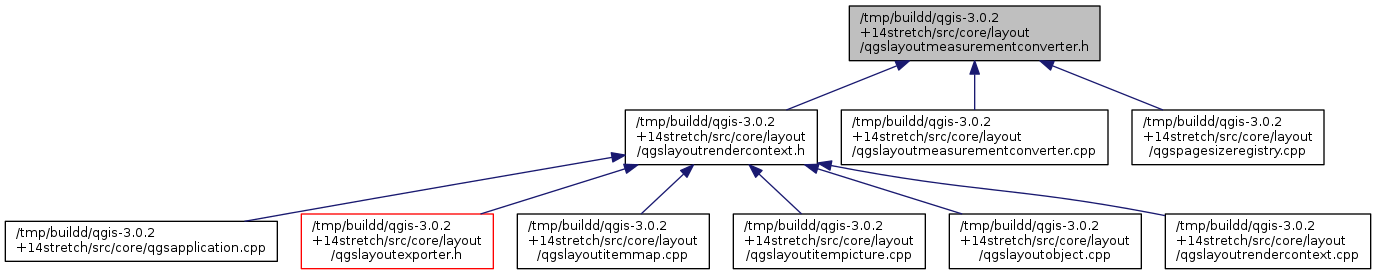 /tmp/buildd/qgis-3.0.2
+14stretch/src/core/layout
/qgslayoutmeasurementconverter.h
/tmp/buildd/qgis-3.0.2
+14stretch/src/core/layout
/qgslayoutrendercontext.h
/tmp/buildd/qgis-3.0.2
+14stretch/src/core/layout
/qgslayoutmeasurementconverter.cpp
/tmp/buildd/qgis-3.0.2
+14stretch/src/core/layout
/qgspagesizeregistry.cpp
/tmp/buildd/qgis-3.0.2
+14stretch/src/core/qgsapplication.cpp
/tmp/buildd/qgis-3.0.2
+14stretch/src/core/layout
/qgslayoutexporter.h
/tmp/buildd/qgis-3.0.2
+14stretch/src/core/layout
/qgslayoutitemmap.cpp
/tmp/buildd/qgis-3.0.2
+14stretch/src/core/layout
/qgslayoutitempicture.cpp
/tmp/buildd/qgis-3.0.2
+14stretch/src/core/layout
/qgslayoutobject.cpp
/tmp/buildd/qgis-3.0.2
+14stretch/src/core/layout
/qgslayoutrendercontext.cpp